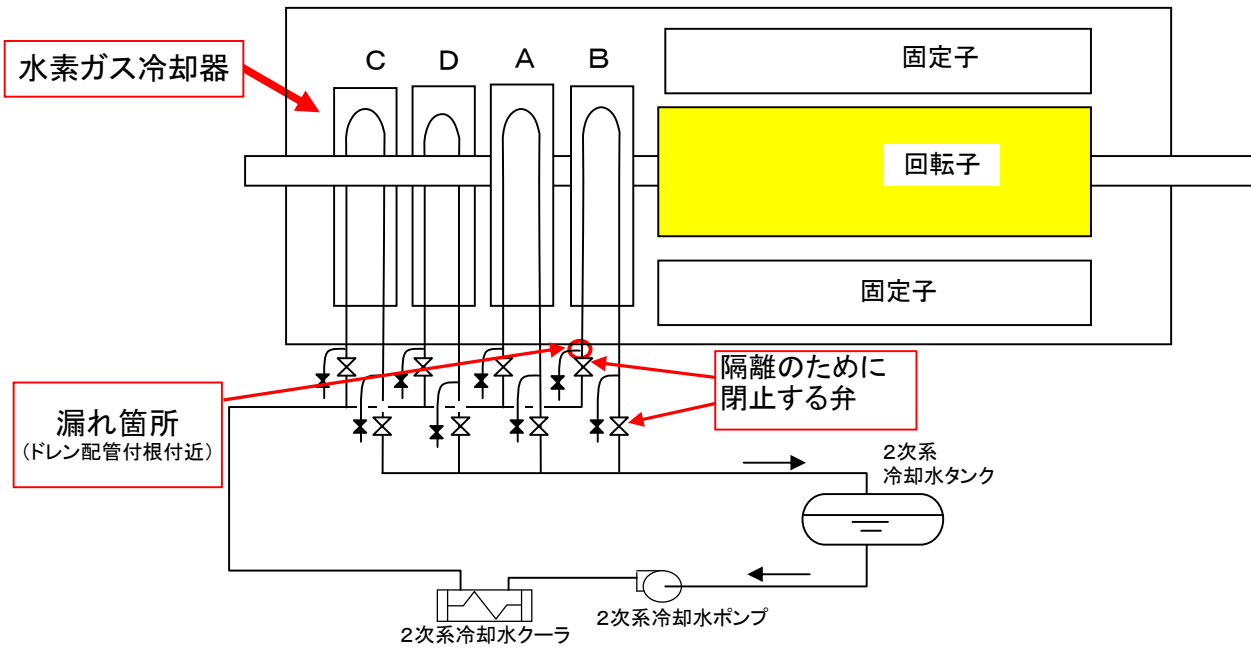 水素ガス冷却器
C D A B
固定子
回転子
固定子
漏れ箇所
(ドレン配管付根付近)
隔離のために
閉止する弁
2次系
冷却水タンク
2次系冷却水ポンプ
2次系冷却水クーラ